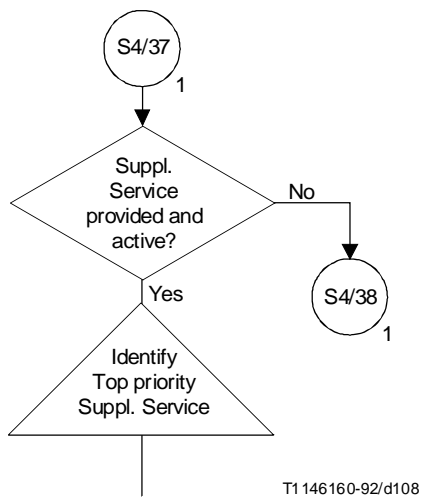 S4/37
1
Suppl.
Service
provided and
active?
No
S4/38
1
Yes
Identify
Top priority
Suppl. Service
T1146160-92/d108